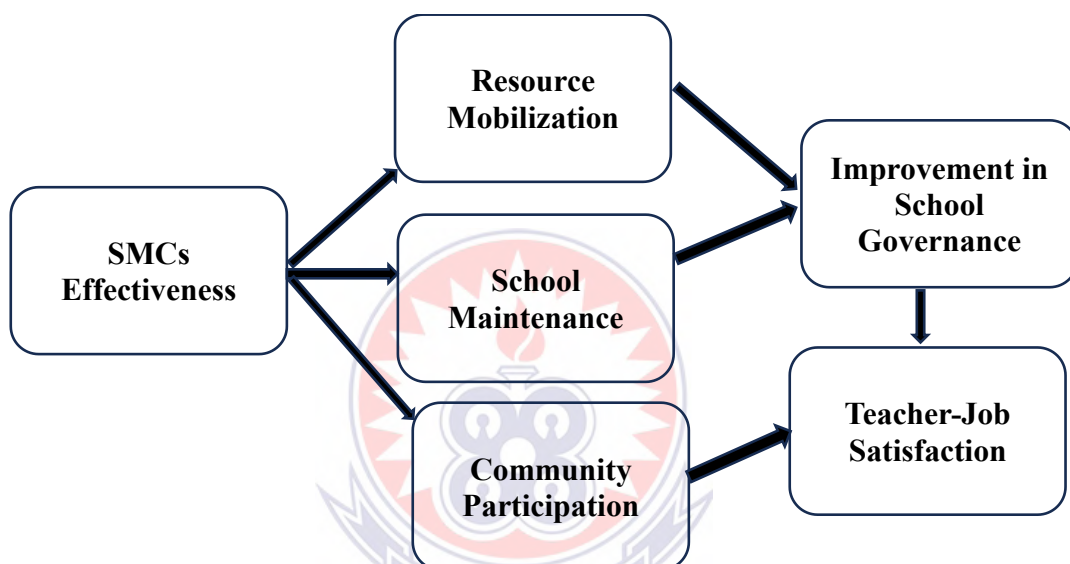 SMCs
Effectiveness
Resource
Mobilization
School
Maintenance
Community
Participation
Improvement in
School
Governance
Teacher-Job
Satisfaction